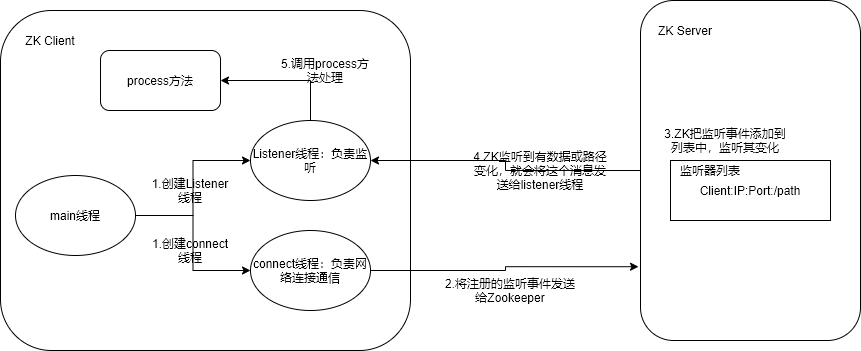 ZK Client
ZK Server
process方法
5.调用process方
法处理
Listener线程：负责监
听
4.ZK监听到有数据或路径
变化，就会将这个消息发
送给listener线程
3.ZK把监听事件添加到
列表中，监听其变化
监听器列表
Client:IP:Port:/path
1.创建Listener
线程
main线程
1.创建connect
线程
connect线程：负责网
络连接通信
2.将注册的监听事件发送
给Zookeeper